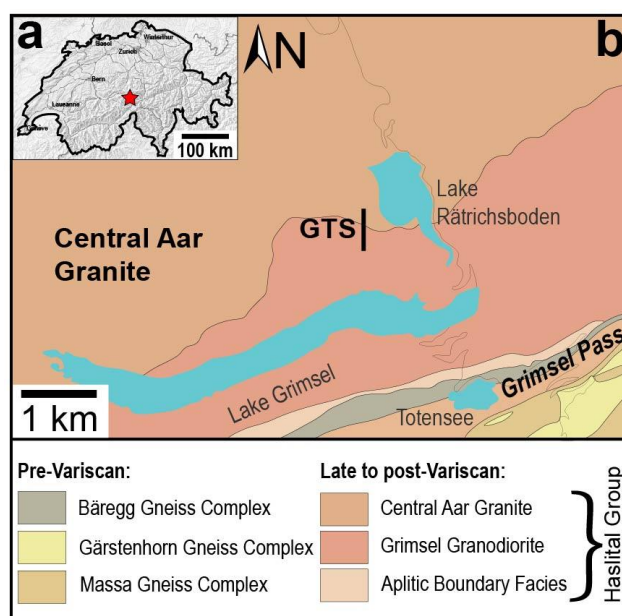 a
Basel
Winterthur
Zurich
Bern
Lausanne
Genève
100 km
N
b
Lake
Rätrichsboden
GTS
Central Aar
Granite
Lake Grimsel
Grimsel Pass
Totensee
1 km
Pre-Variscan:
Bäregg Gneiss Complex
Gärstenhorn Gneiss Complex
Massa Gneiss Complex
Late to post-Variscan:
Central Aar Granite
Grimsel Granodiorite
Aplitic Boundary Facies
Haslital Group